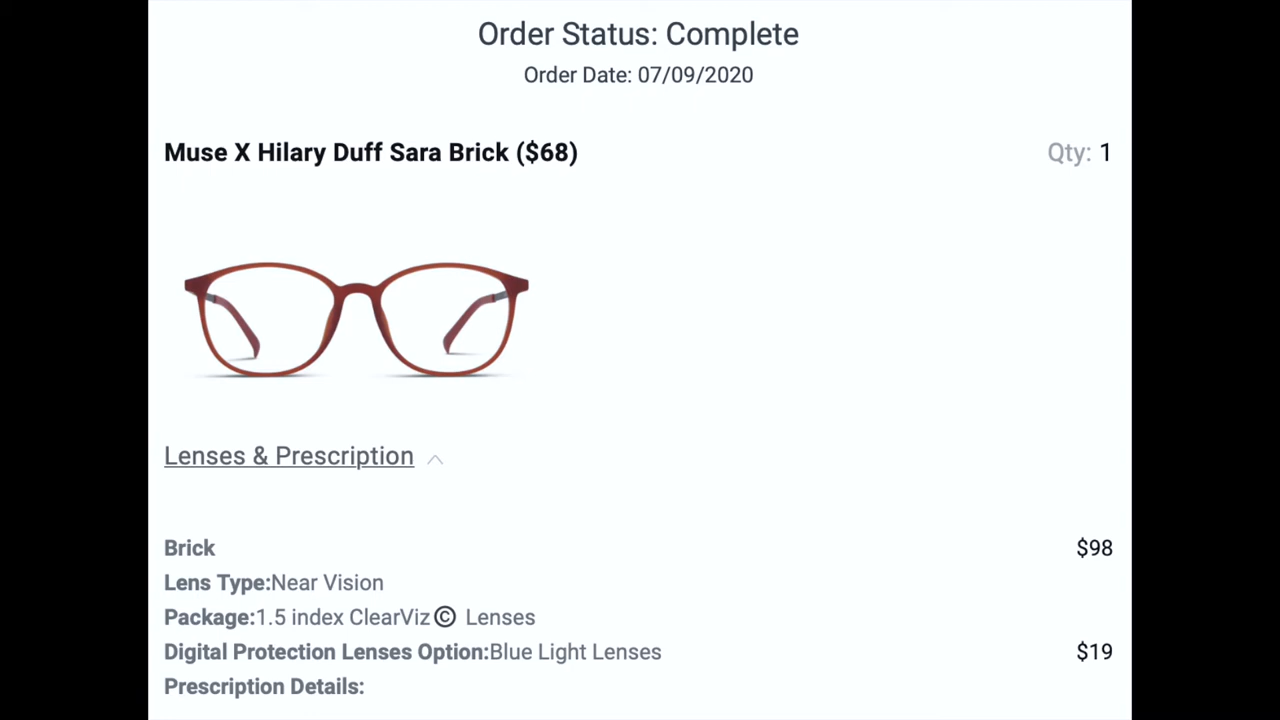 Order Status: Complete
Order Date: 07/09/2020
Muse X Hilary Duff Sara Brick ($68) Qty: 1
Lenses & Prescription
Brick $98
Lens Type:Near Vision
Package:1.5 index ClearViz© Lenses
Digital Protection Lenses Option:Blue Light Lenses $19
Prescription Details: